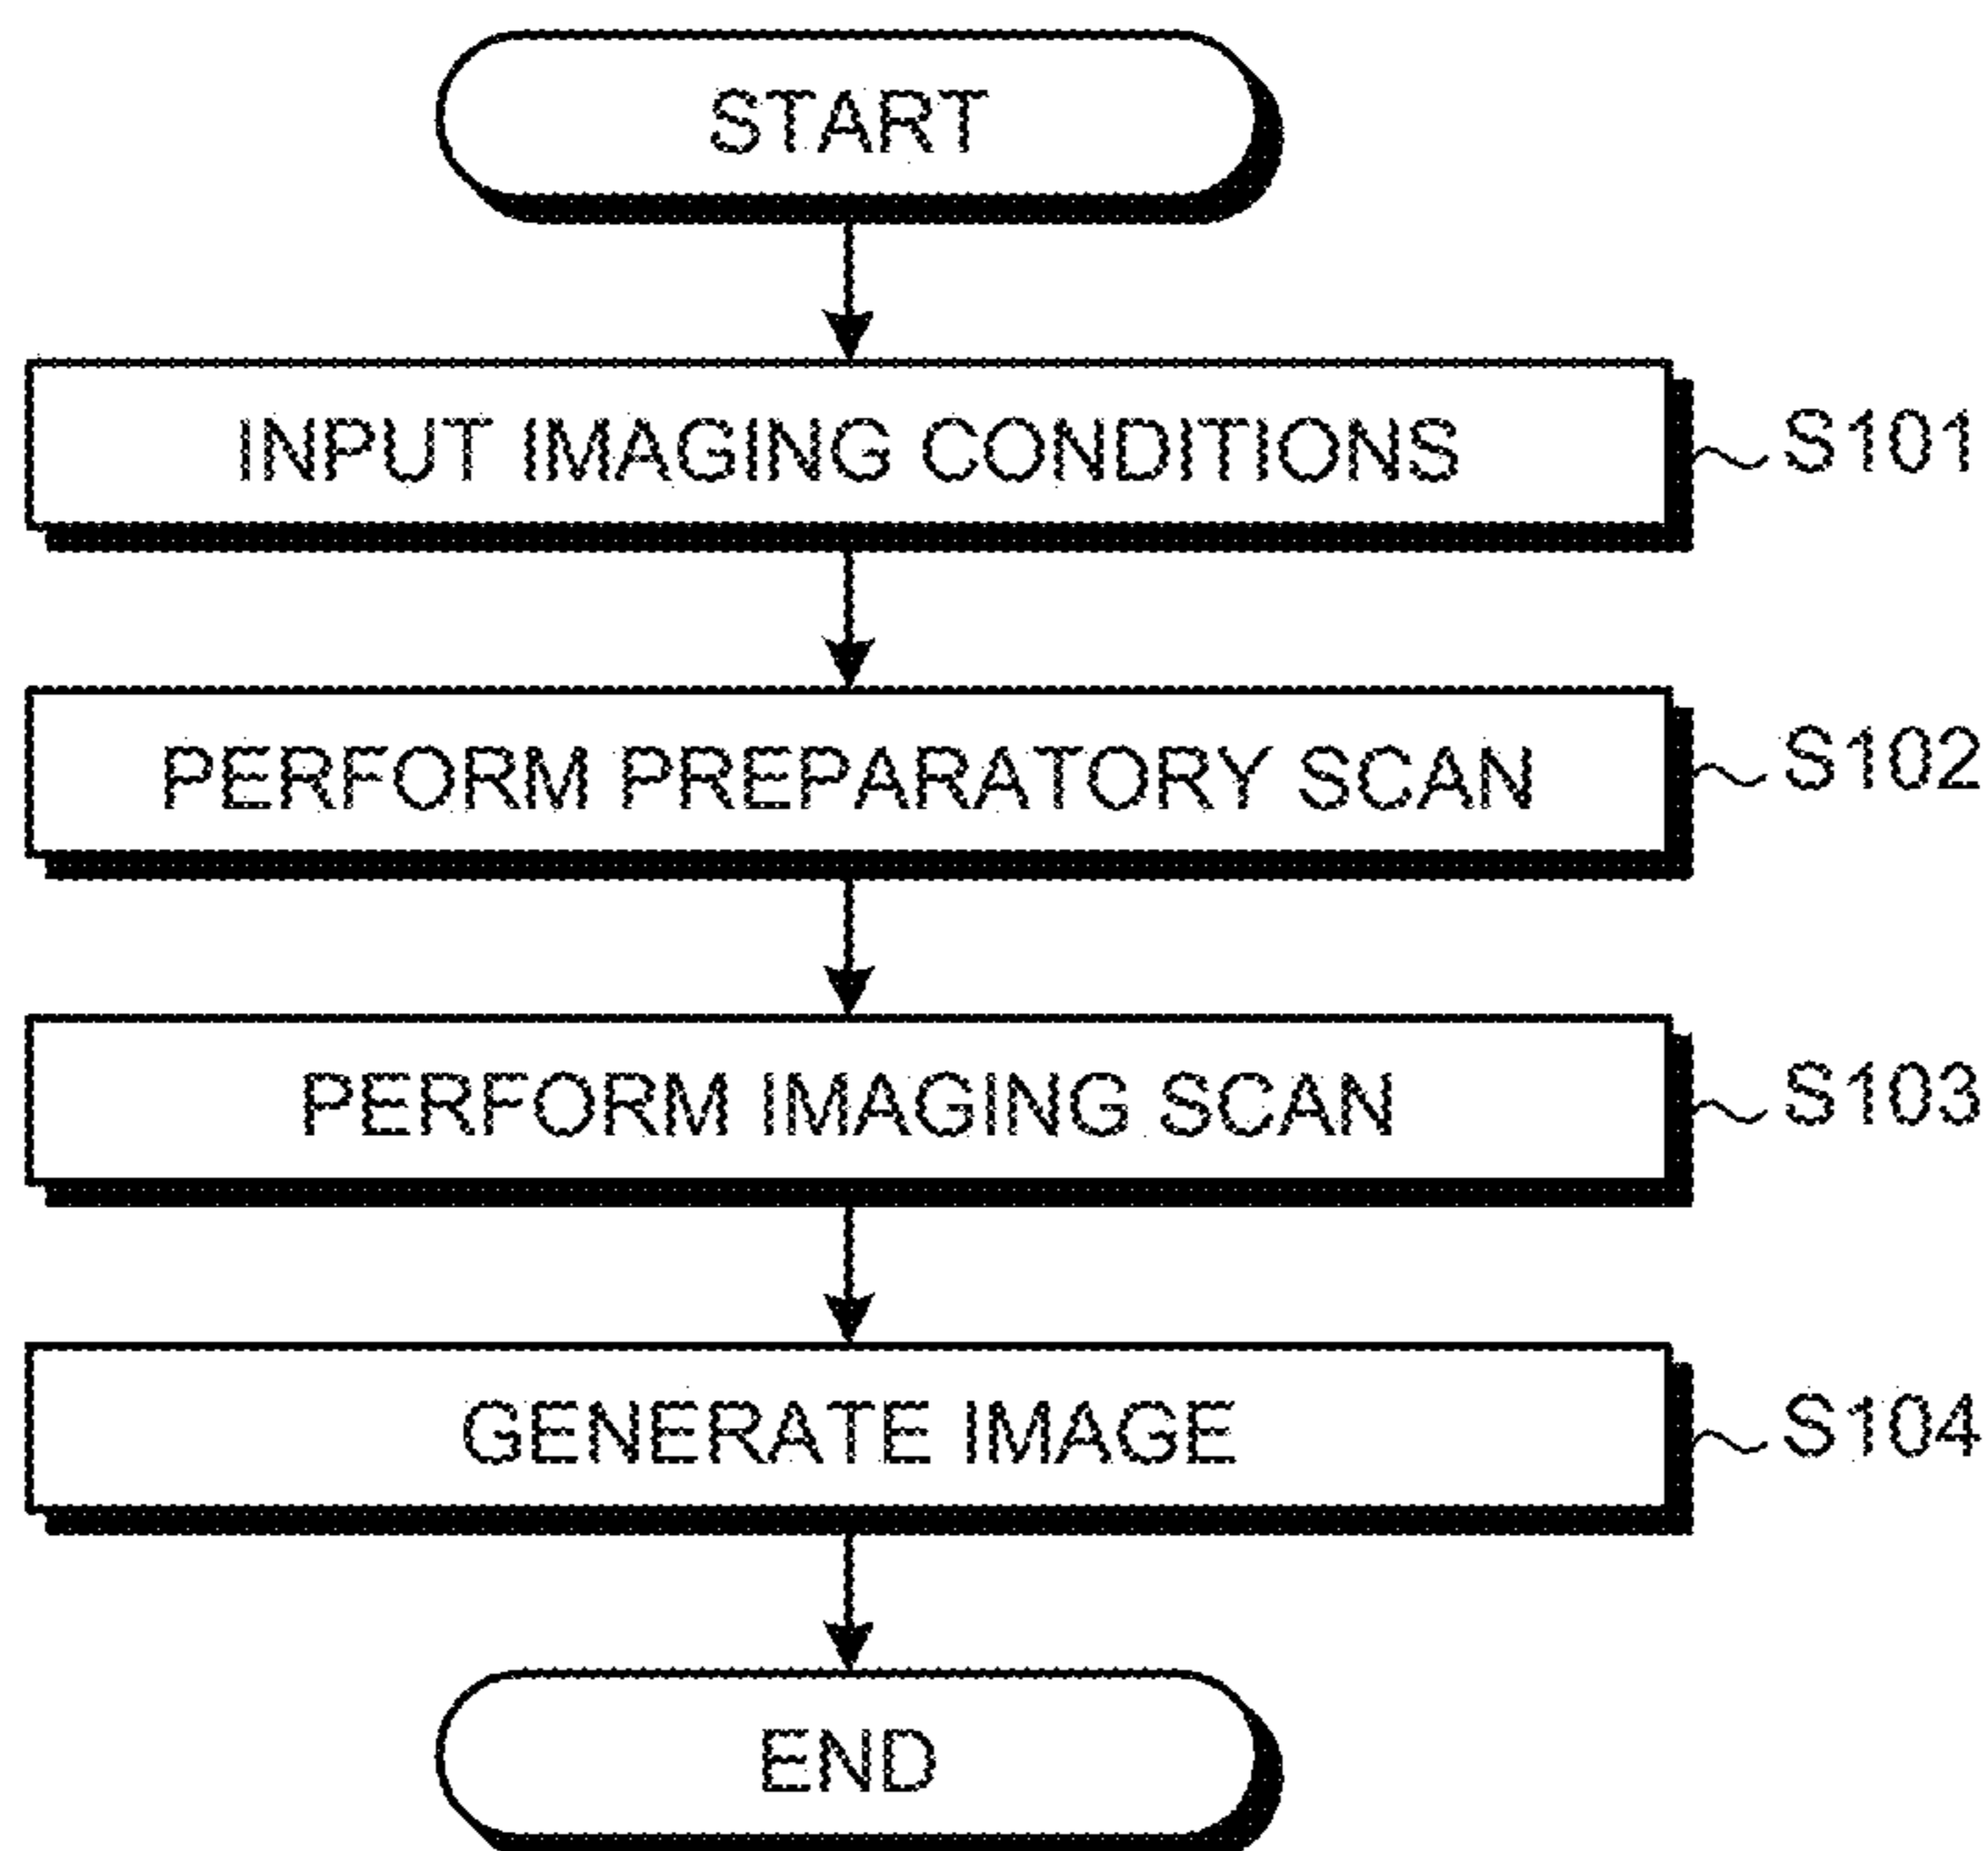 START
INPUT IMAGING CONDITIONS
S101
PERFORM PREPARATORY SCAN
S102
PERFORM IMAGING SCAN
S103
GENERATE IMAGE
S104
END